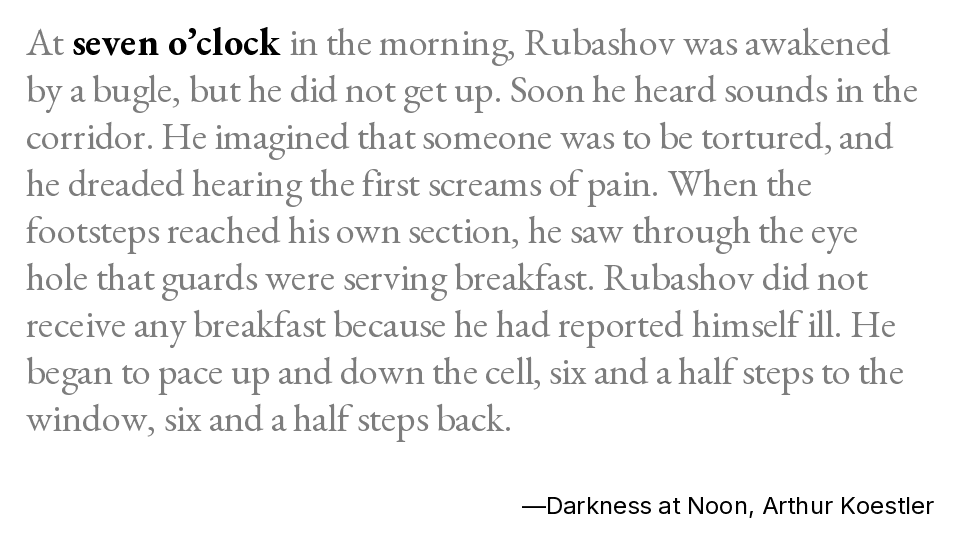 At seven o’clock in the morning, Rubashov was awakened
by a bugle, but he did not get up. Soon he heard sounds in the
corridor. He imagined that someone was to be tortured, and
he dreaded hearing the first screams of pain. When the
footsteps reached his own section, he saw through the eye
hole that guards were serving breakfast. Rubashov did not
receive any breakfast because he had reported himself ill. He
began to pace up and down the cell, six and a half steps to the
window, six and a half steps back.
—Darkness at Noon, Arthur Koestler